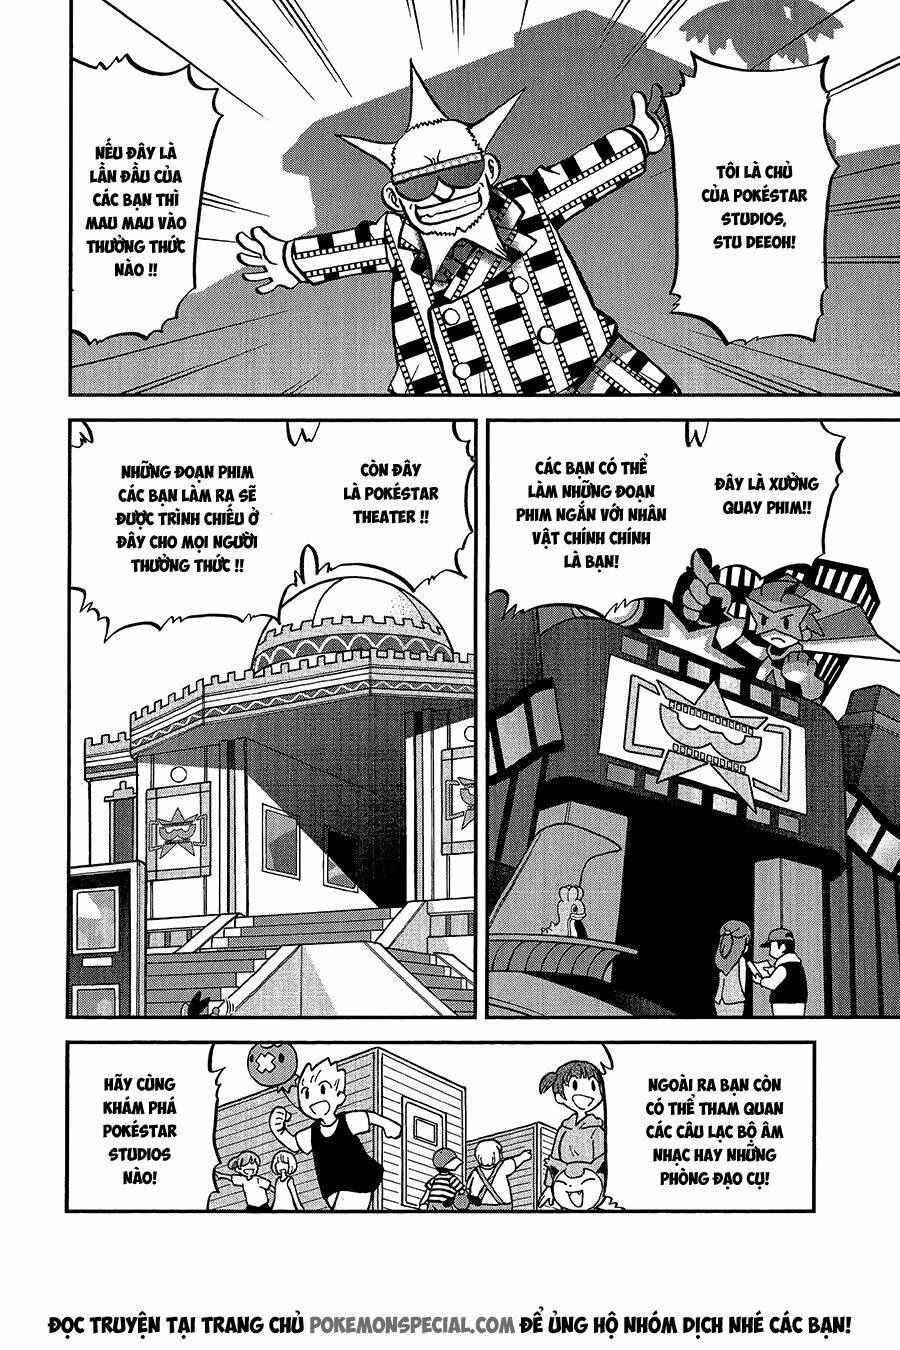 TÔI LÀ CHỦ
CỦA POKÉSTAR
STUDIOS,
STU DEEOH!
NẾU ĐÂY LÀ
LẦN ĐẦU CỦA
CÁC BẠN THÌ
MAU MAU VÀO
THƯỞNG THỨC
NÀO !!
ĐÂY LÀ XƯỞNG
QUAY PHIM!!
CÁC BẠN CÓ THỂ
LÀM NHỮNG ĐOẠN
PHIM NGẮN VỚI NHÂN
VẬT CHÍNH CHÍNH
LÀ BẠN!
CÒN ĐÂY
LÀ POKÉSTAR
THEATER !!
NHỮNG ĐOẠN PHIM
CÁC BẠN LÀM RA SẼ
ĐƯỢC TRÌNH CHIẾU Ở
ĐÂY CHO MỌI NGƯỜI
THƯỞNG THỨC !!
NGOÀI RA BẠN CÒN
CÓ THỂ THAM QUAN
CÁC CÂU LẠC BỘ ÂM
NHẠC HAY NHỮNG
PHÒNG ĐẠO CỤ!
HÃY CÙNG
KHÁM PHÁ
POKÉSTAR
STUDIOS
NÀO!
ĐỌC TRUYỆN TẠI TRANG CHỦ POKEMONSPECIAL.COM ĐỂ ỦNG HỘ NHÓM DỊCH NHÉ CÁC BẠN!